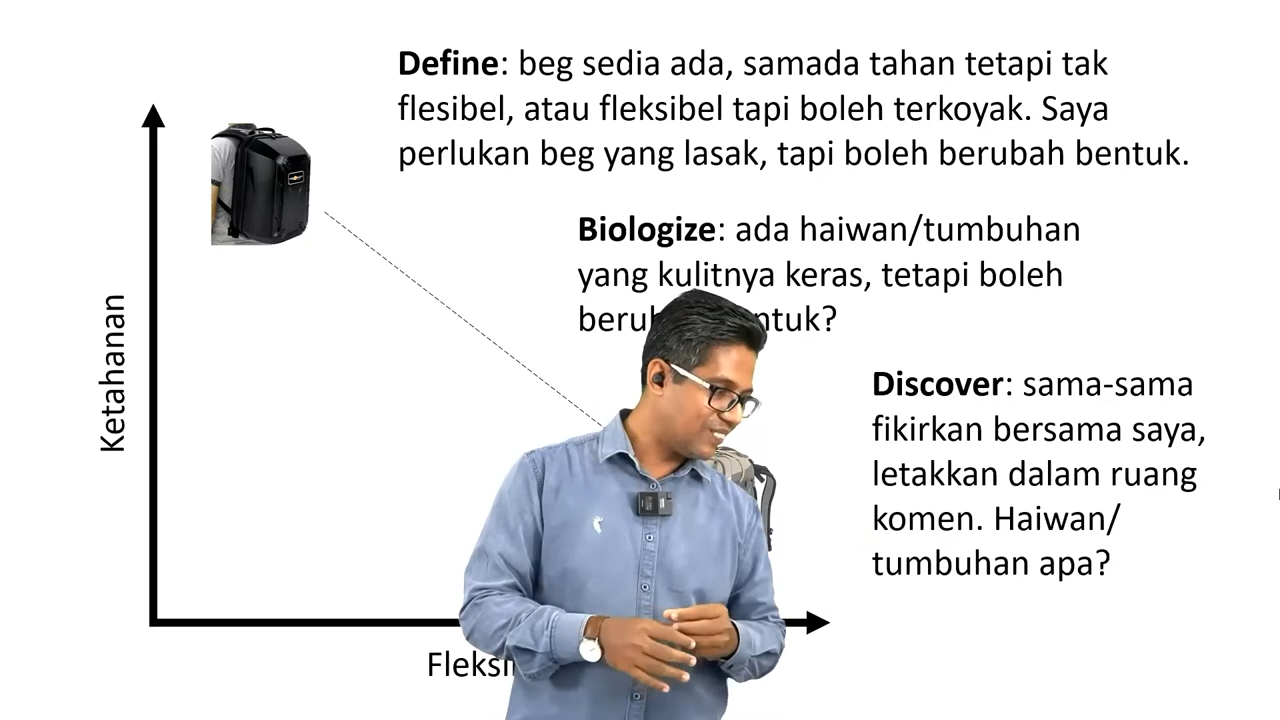 Define: beg sedia ada, samada tahan tetapi tak
flesibel, atau fleksibel tapi boleh terkoyak. Saya
perlukan beg yang lasak, tapi boleh berubah bentuk.
Biologize: ada haiwan/tumbuhan
yang kulitnya keras, tetapi boleh
Discover: sama-sama
fikirkan bersama saya,
letakkan dalam ruang
komen. Haiwan/
tumbuhan apa?
Ketahanan